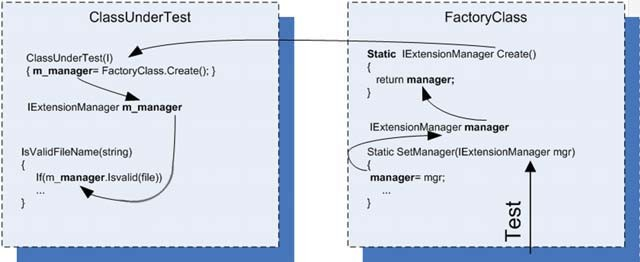 ClassUnderTest
ClassUnderTest(I)
{ m_manager= FactoryClass.Create(); }
IExtensionManager m_manager
IsValidFileName(string)
{
If(m_manager.Isvalid(file))
...
}
FactoryClass
Static IExtensionManager Create()
{
return manager;
}
IExtensionManager manager
Static SetManager(IExtensionManager mgr)
{
manager= mgr;
...
}
Test